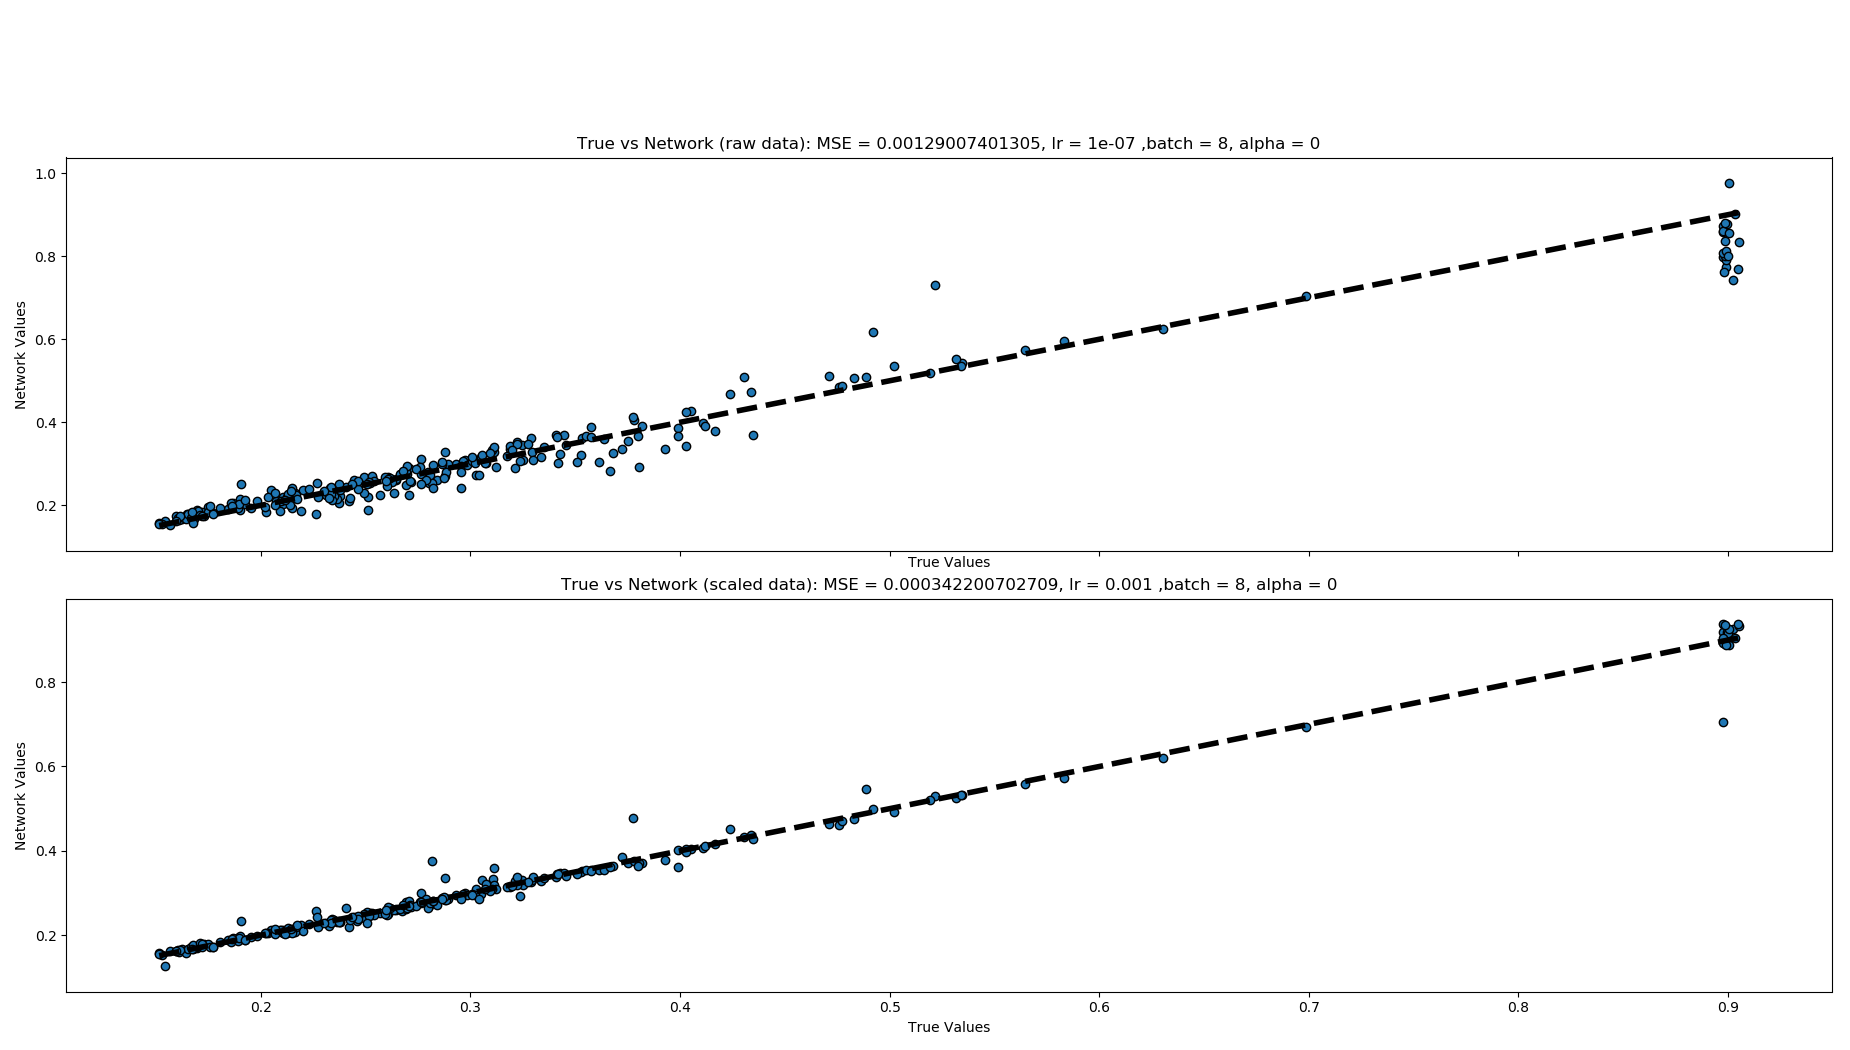 True vs Network (raw data): MSE = 0.00129007401305, lr = 1e-07 ,batch = 8, alpha = 0
1.0
0.8
0.6
0.4
0.2
Network Values
True Values
True vs Network (scaled data): MSE = 0.000342200702709, lr = 0.001 ,batch = 8, alpha = 0
0.8
0.6
0.4
0.2
Network Values
0.2 0.3 0.4 0.5 0.6 0.7 0.8 0.9
True Values